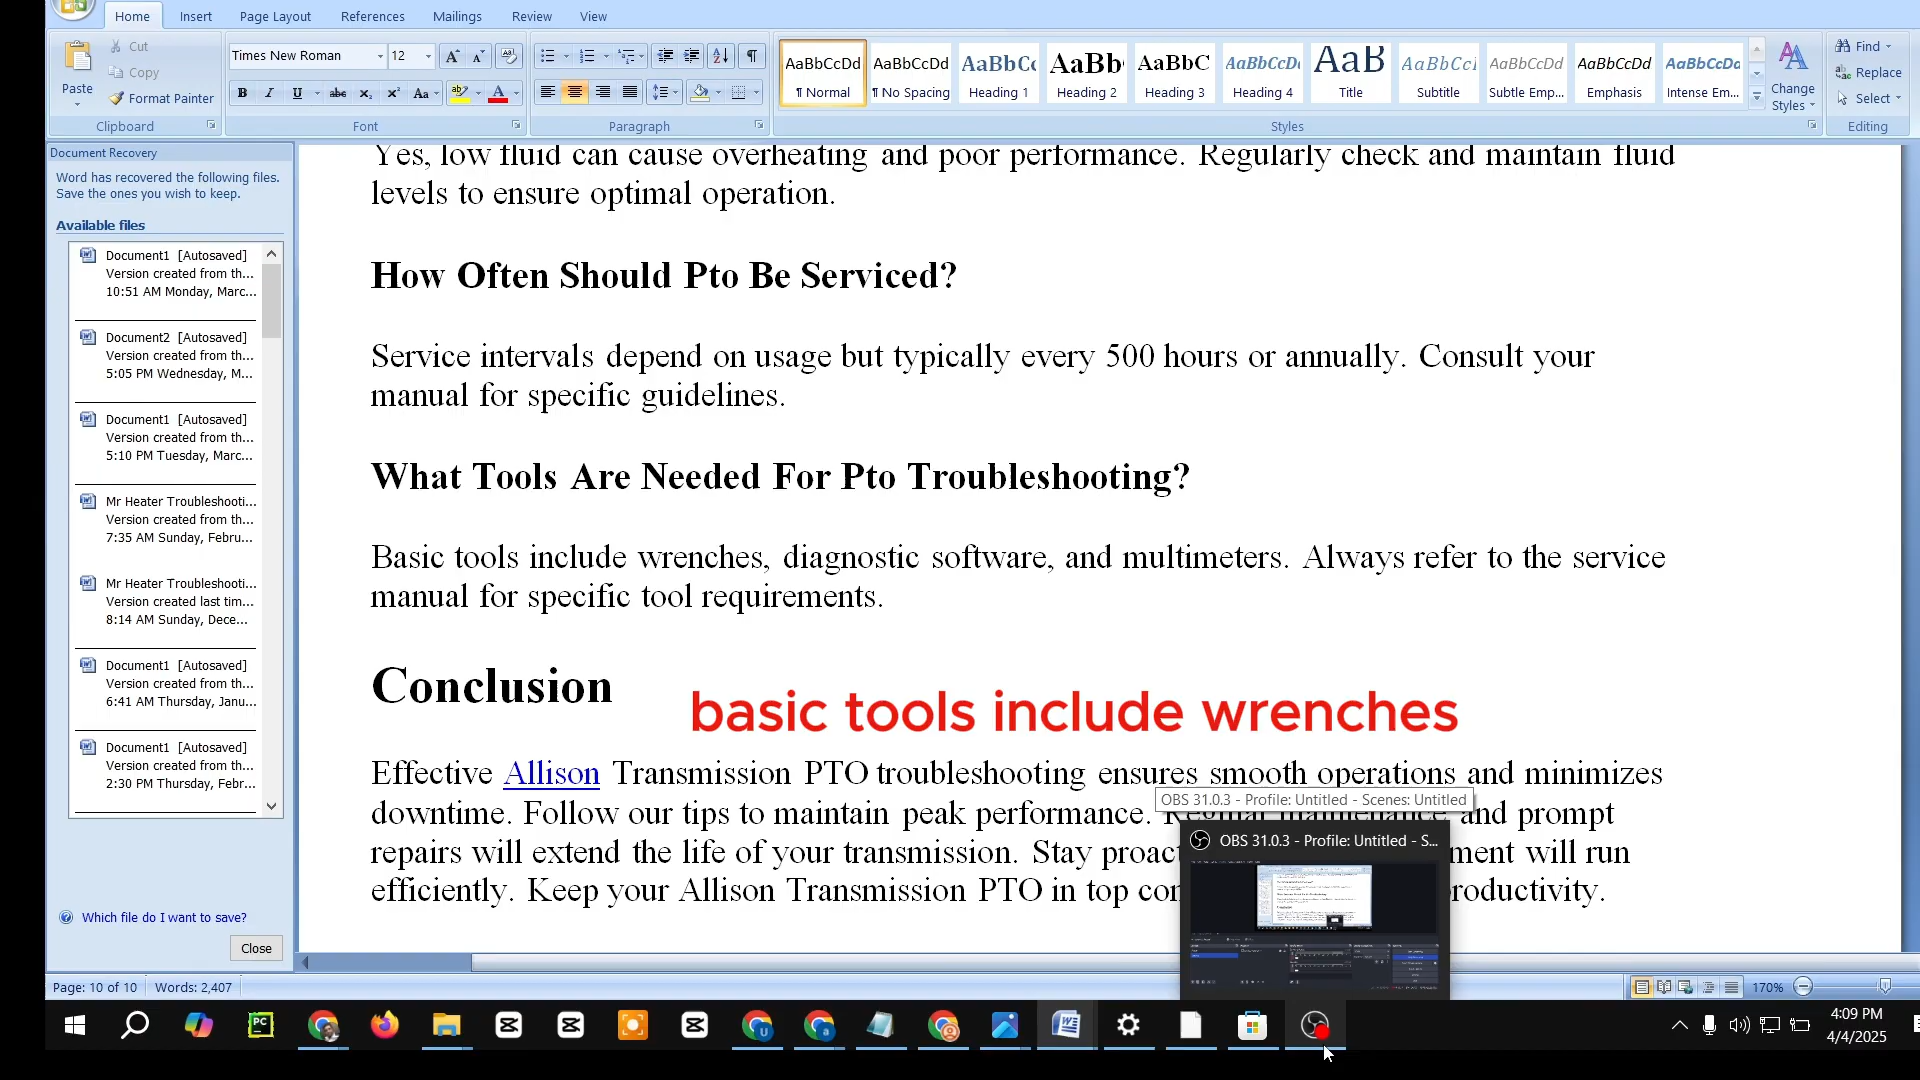 Home Insert Page Layout References Mailings Review View
Cut
Copy
Format Painter
Paste
Clipboard
Times New Roman 12
Font
Paragraph
AaBbCcDd AaBbCcDd AaBbCc AaBb( AaBbC AaBbCcDc AaB AaBbCcl AaBbCcDd AaBbCcDd AaBbCcDc
¶ Normal ¶ No Spacing Heading 1 Heading 2 Heading 3 Heading 4 Title Subtitle Subtle Emp... Emphasis Intense Em...
Styles
Change Styles
Find
Replace
Select
Editing
Document Recovery
Word has recovered the following files.
Save the ones you wish to keep.
Available files
Document1 [Autosaved]
Version created from th...
10:51 AM Monday, Marc...
Document2 [Autosaved]
Version created from th...
5:05 PM Wednesday, M...
Document1 [Autosaved]
Version created from th...
5:10 PM Tuesday, Marc...
Mr Heater Troubleshooti...
Version created from th...
7:35 AM Sunday, Febru...
Mr Heater Troubleshooti...
Version created last tim...
8:14 AM Sunday, Dece...
Document1 [Autosaved]
Version created from th...
6:41 AM Thursday, Janu...
Document1 [Autosaved]
Version created from th...
2:30 PM Thursday, Febr...
Which file do I want to save?
Close
Yes, low fluid can cause overheating and poor performance. Regularly check and maintain fluid
levels to ensure optimal operation.
How Often Should Pto Be Serviced?
Service intervals depend on usage but typically every 500 hours or annually. Consult your
manual for specific guidelines.
What Tools Are Needed For Pto Troubleshooting?
Basic tools include wrenches, diagnostic software, and multimeters. Always refer to the service
manual for specific tool requirements.
Conclusion
basic tools include wrenches
Effective Allison Transmission PTO troubleshooting ensures smooth operations and minimizes
downtime. Follow our tips to maintain peak performance. Regular maintenance and prompt
repairs will extend the life of your transmission. Stay proac ment will run
efficiently. Keep your Allison Transmission PTO in top con roductivity.
OBS 31.0.3 - Profile: Untitled - Scenes: Untitled
OBS 31.0.3 - Profile: Untitled - S...
Page: 10 of 10 Words: 2,407
170%
4:09 PM
4/4/2025